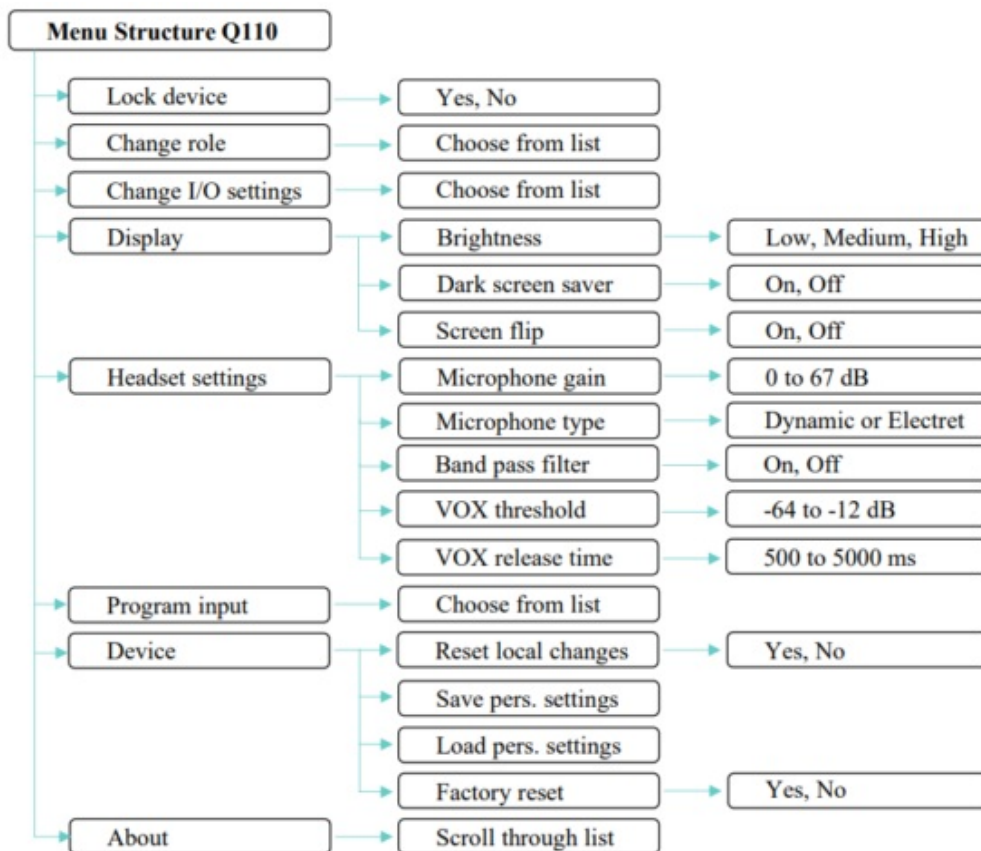 Menu Structure Q110
Lock device Yes, No
Change role Choose from list
Change I/O settings Choose from list
Display Brightness Low, Medium, High
Dark screen saver On, Off
Screen flip On, Off
Headset settings Microphone gain 0 to 67 dB
Microphone type Dynamic or Electret
Band pass filter On, Off
VOX threshold -64 to -12 dB
VOX release time 500 to 5000 ms
Program input Choose from list
Device Reset local changes Yes, No
Save pers. settings
Load pers. settings
Factory reset Yes, No
About Scroll through list